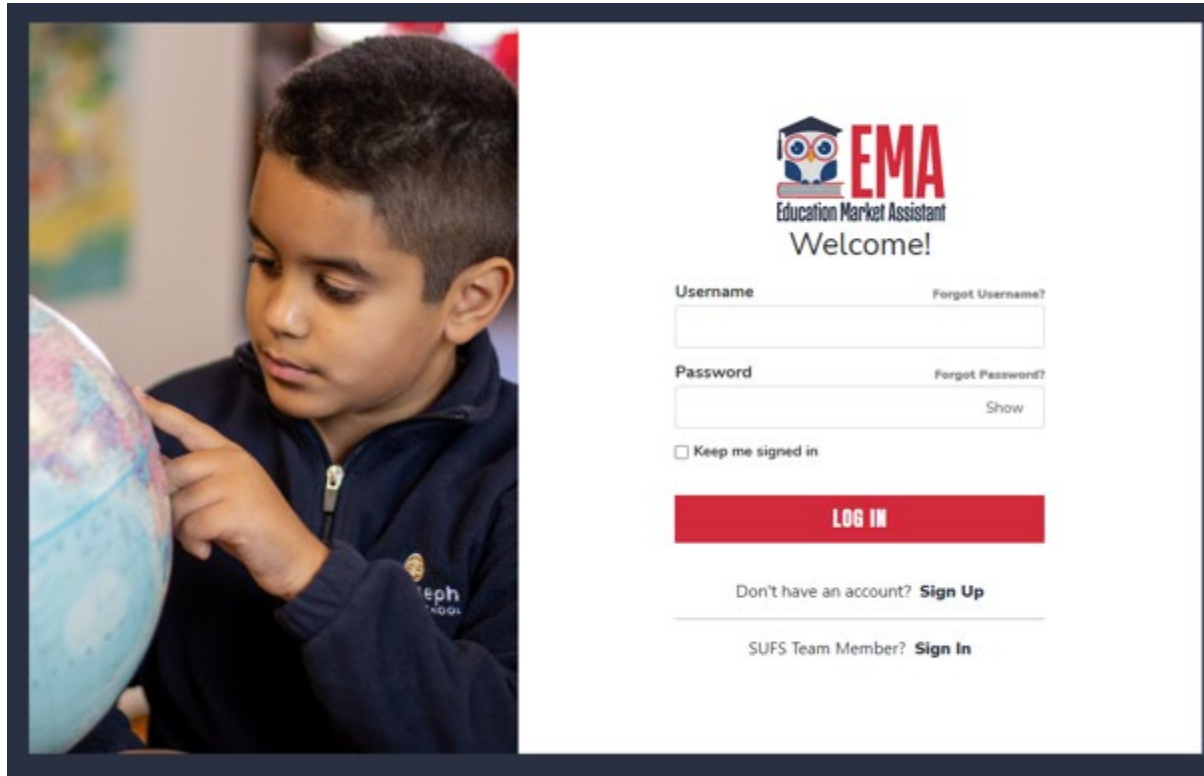 EMA
Education Market Assistant
Welcome!
Username
Forgot Username?
Password
Forgot Password?
Show
Keep me signed in
LOG IN
Don't have an account? Sign Up
SUFS Team Member? Sign In
eph